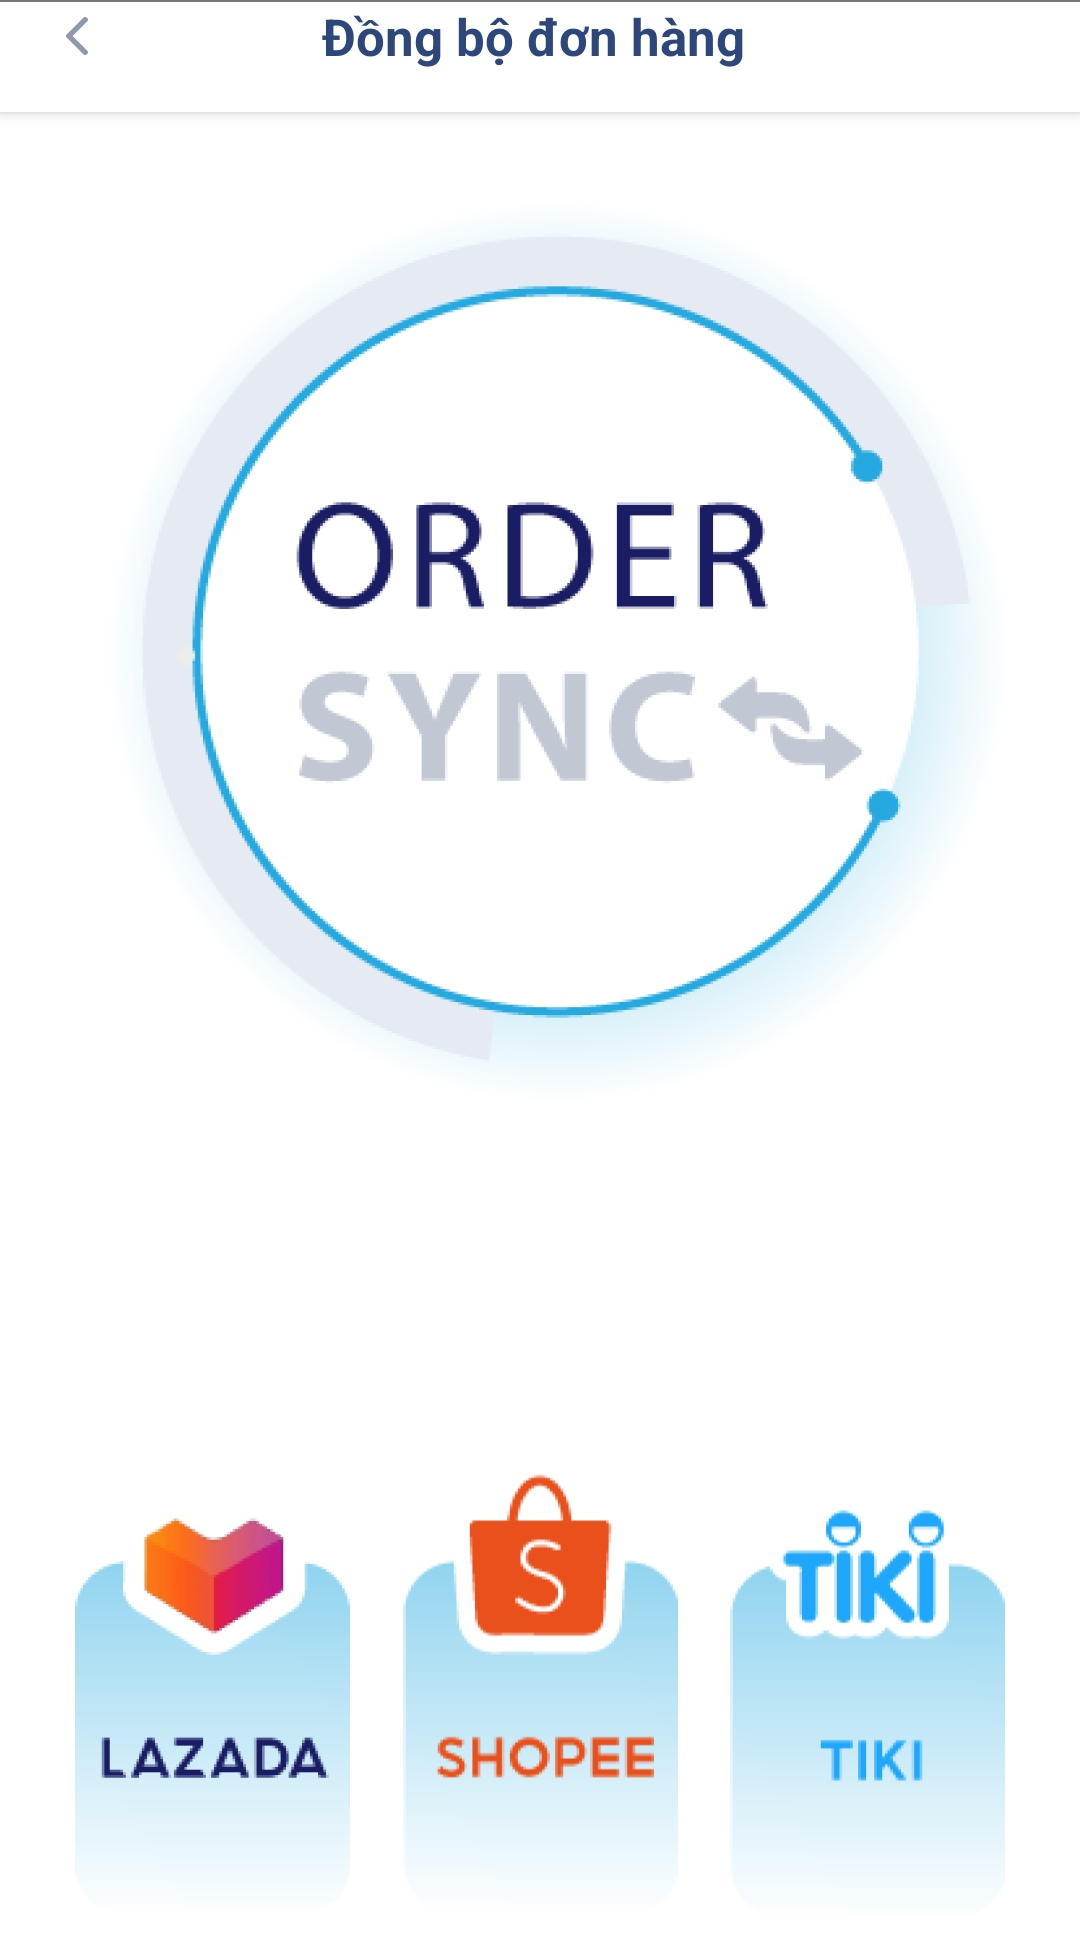 Đồng bộ đơn hàng
ORDER
SYNC
S
TIKI
LAZADA
SHOPEE
TIKI